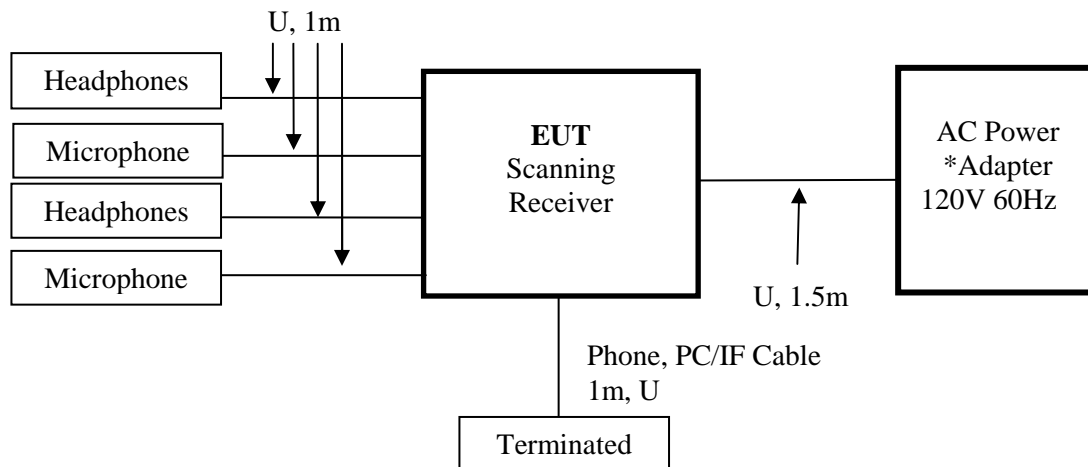 U, 1m
Headphones
Microphone
Headphones
Microphone
EUT
Scanning
Receiver
AC Power
*Adapter
120V 60Hz
U, 1.5m
Phone, PC/IF Cable
1m, U
Terminated